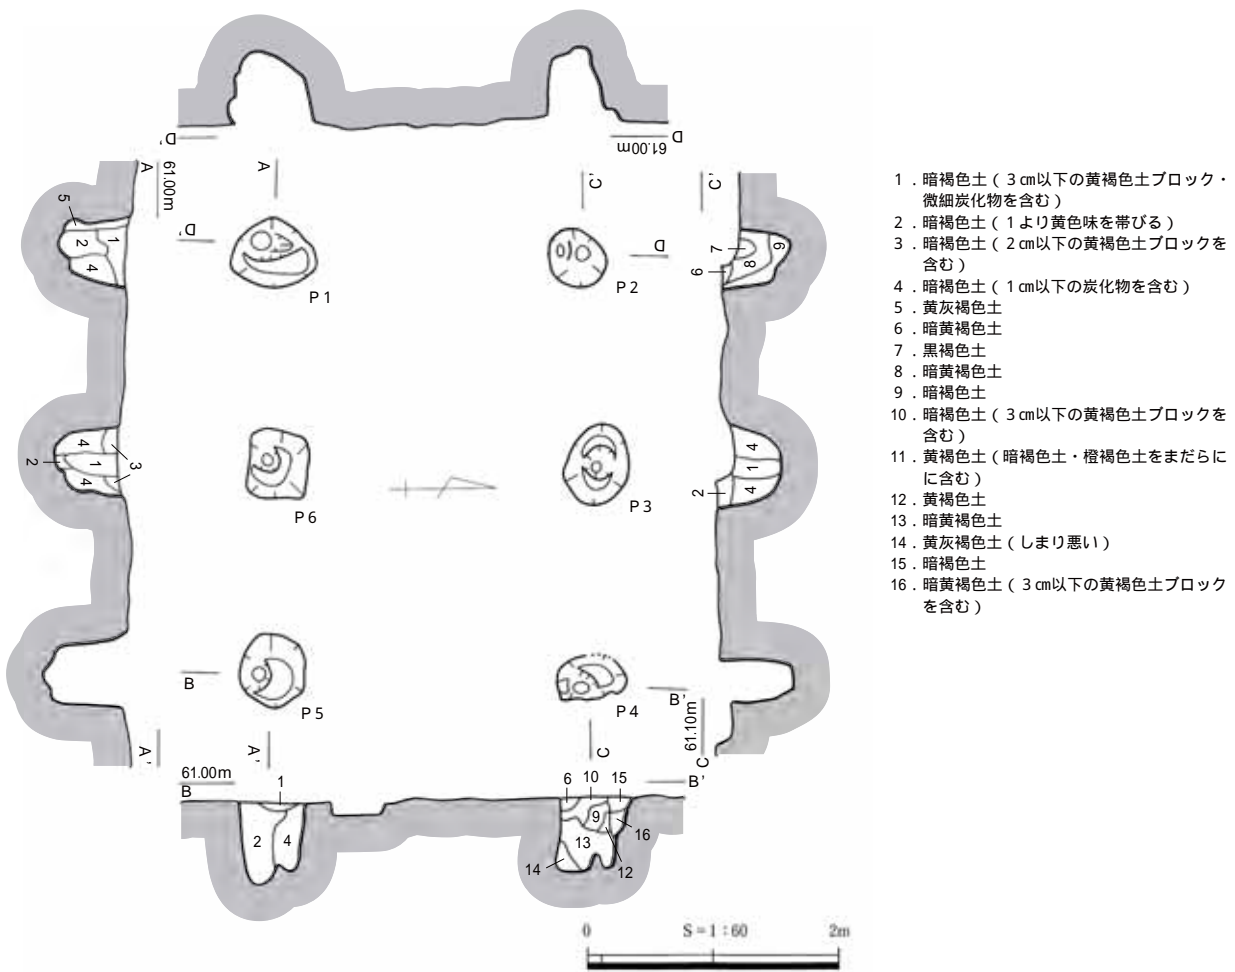 D'
D
61.00m
A
61.00m
A
C'
C'
5
1
2
4
D'
D
7
9
8
6
P1
P2
1．暗褐色土（3㎝以下の黄褐色土ブロック・
微細炭化物を含む）
2．暗褐色土（1より黄色味を帯びる）
3．暗褐色土（2㎝以下の黄褐色土ブロックを
含む）
4．暗褐色土（1㎝以下の炭化物を含む）
5．黄灰褐色土
6．暗黄褐色土
7．黒褐色土
8．暗黄褐色土
9．暗褐色土
10．暗褐色土（3㎝以下の黄褐色土ブロックを
含む）
11．黄褐色土（暗褐色土・橙褐色土をまだらに
に含む）
12．黄褐色土
13．暗黄褐色土
14．黄灰褐色土（しまり悪い）
15．暗褐色土
16．暗黄褐色土（3㎝以下の黄褐色土ブロック
を含む）
4
2
1
3
4
4
1
4
2
P6
P3
B
B'
P5
P4
61.10m
A'
A'
C
C
61.00m
B
B'
1
6
10
15
2
4
9
13
16
14
12
0
S=1:60
2m